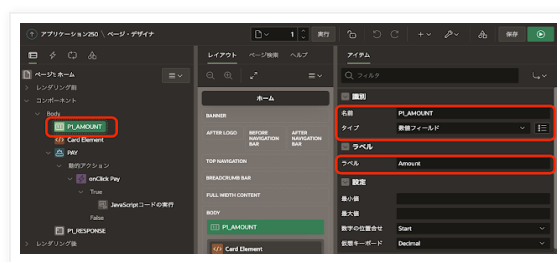 アプリケーション250 \ ページ・デザイナ
1
実行
保存
ページ1: ホーム
レンダリング前
コンポーネント
Body
P1_AMOUNT
Card Element
PAY
動的アクション
onClick Pay
True
JavaScriptコードの実行
False
P1_RESPONSE
レンダリング後
レイアウト
ページ検索
ヘルプ
ホーム
BANNER
AFTER LOGO
BEFORE NAVIGATION BAR
AFTER NAVIGATION BAR
TOP NAVIGATION
BREADCRUMB BAR
FULL WIDTH CONTENT
BODY
P1_AMOUNT
Card Element
アイテム
フィルタ
識別
名前 P1_AMOUNT
タイプ 数値フィールド
ラベル
ラベル Amount
設定
最小値
最大値
数字の位置合せ Start
仮想キーボード Decimal